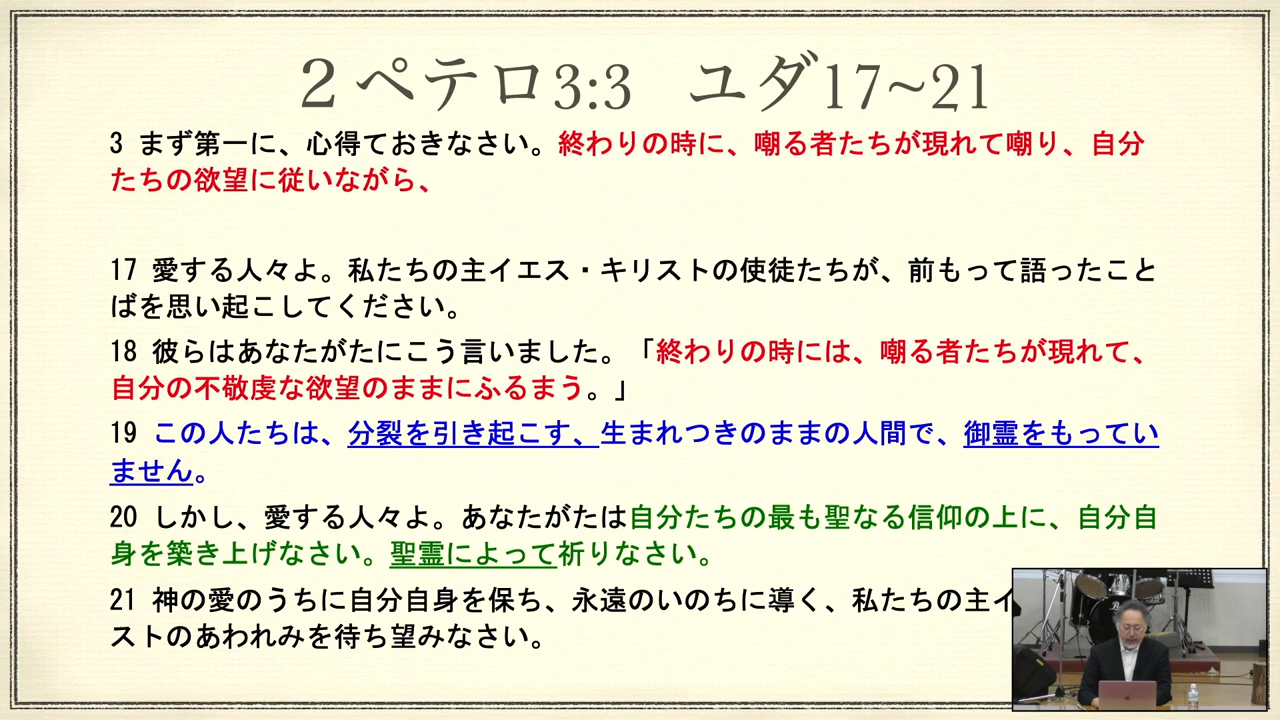 ２ペテロ3:3　ユダ17~21
3 まず第一に、心得ておきなさい。終わりの時に、嘲る者たちが現れて嘲り、自分
たちの欲望に従いながら、
17 愛する人々よ。私たちの主イエス・キリストの使徒たちが、前もって語ったこと
ばを思い起こしてください。
18 彼らはあなたがたにこう言いました。「終わりの時には、嘲る者たちが現れて、
自分の不敬虔な欲望のままにふるまう。」
19 この人たちは、分裂を引き起こす、生まれつきのままの人間で、御霊をもってい
ません。
20 しかし、愛する人々よ。あなたがたは自分たちの最も聖なる信仰の上に、自分自
身を築き上げなさい。聖霊によって祈りなさい。
21 神の愛のうちに自分自身を保ち、永遠のいのちに導く、私たちの主イ
ストのあわれみを待ち望みなさい。